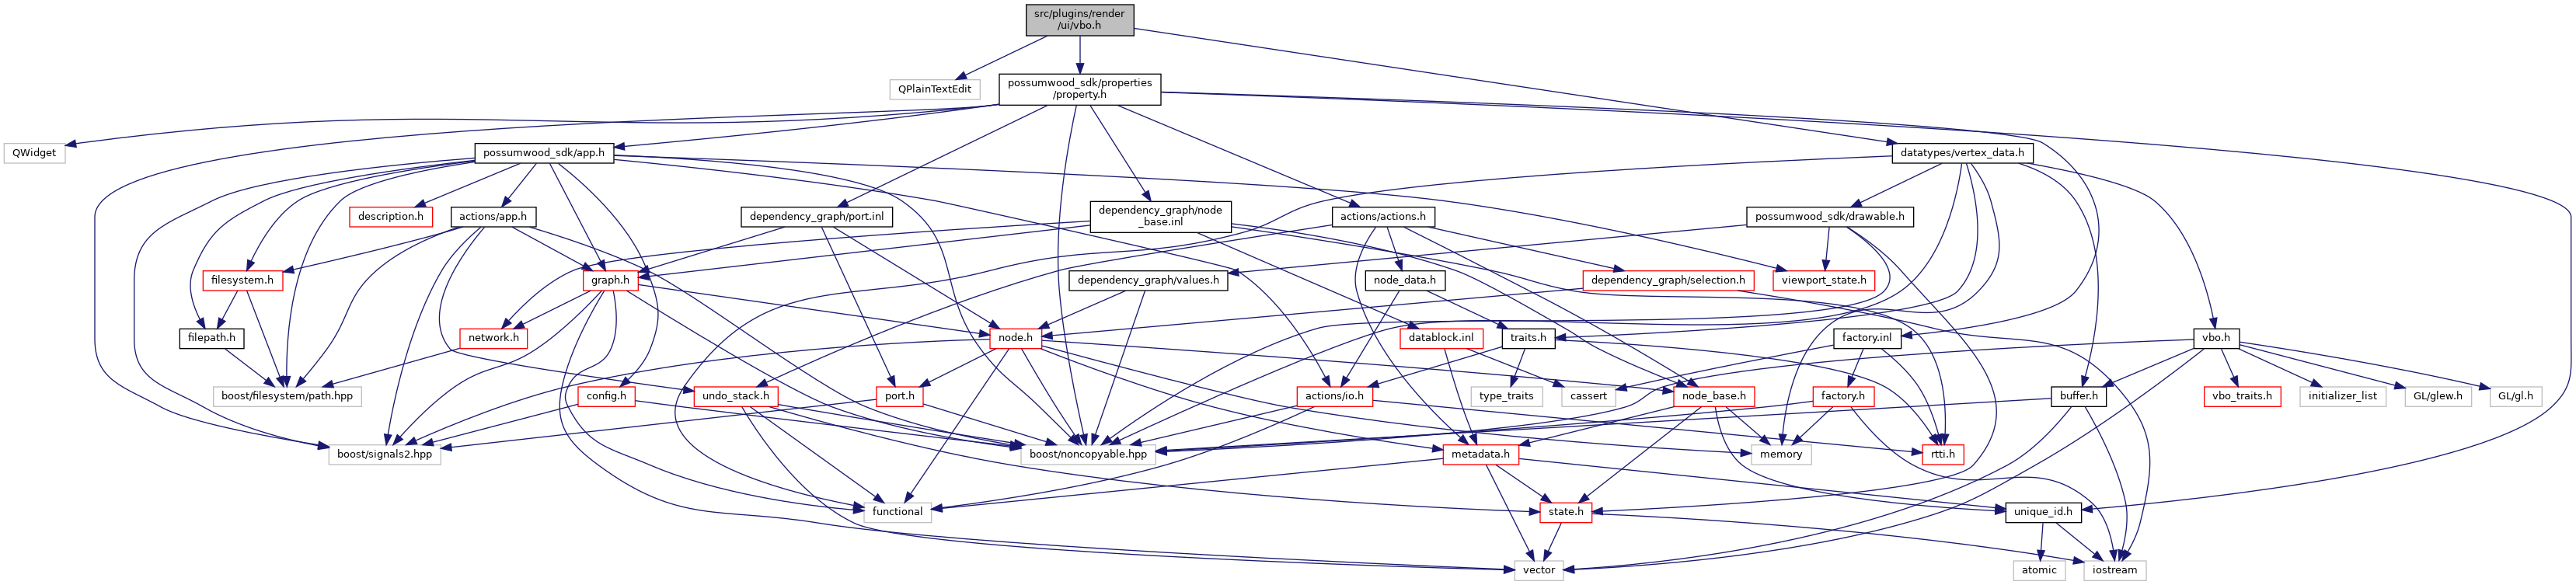 src/plugins/render
/ui/vbo.h
QPlainTextEdit
possumwood_sdk/properties
/property.h
QWidget
possumwood_sdk/app.h
datatypes/vertex_data.h
description.h
actions/app.h
dependency_graph/port.inl
dependency_graph/node
_base.inl
actions/actions.h
possumwood_sdk/drawable.h
filesystem.h
graph.h
dependency_graph/values.h
node_data.h
dependency_graph/selection.h
viewport_state.h
filepath.h
network.h
node.h
datablock.inl
traits.h
factory.inl
vbo.h
boost/filesystem/path.hpp
config.h
undo_stack.h
port.h
actions/io.h
type_traits
cassert
node_base.h
factory.h
buffer.h
vbo_traits.h
initializer_list
GL/glew.h
GL/gl.h
boost/signals2.hpp
boost/noncopyable.hpp
metadata.h
memory
rtti.h
functional
state.h
unique_id.h
vector
atomic
iostream